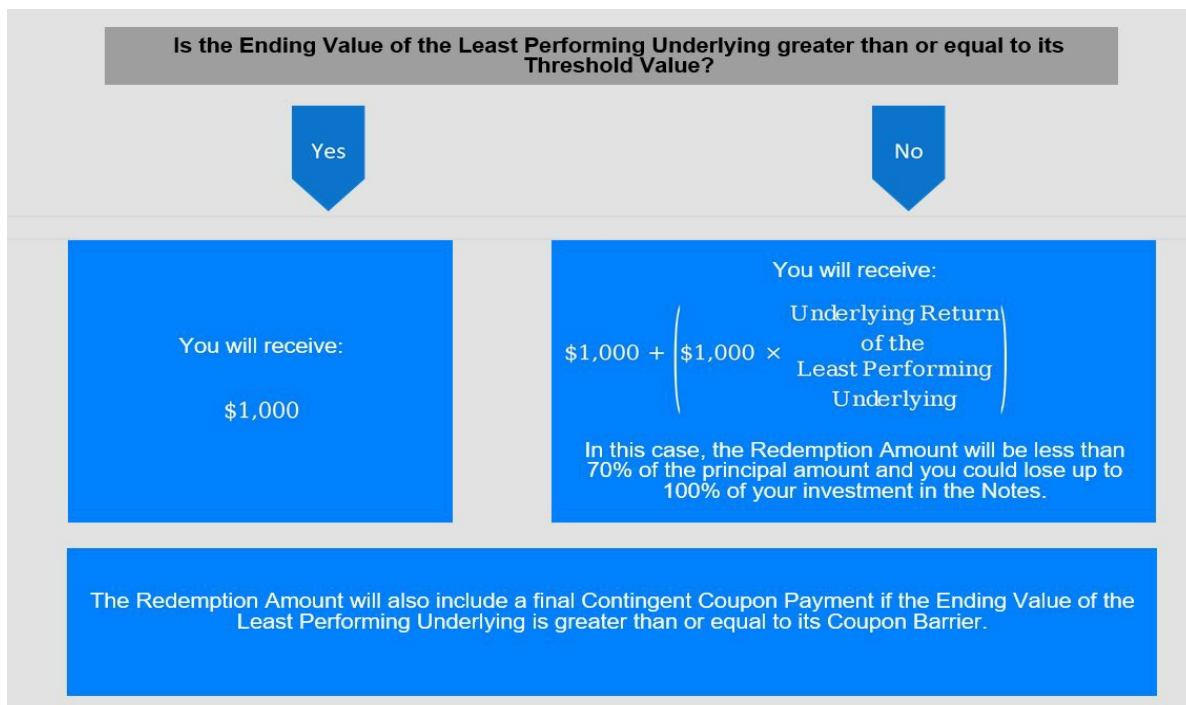 Is the Ending Value of the Least Performing Underlying greater than or equal to its
Threshold Value?
Yes
No
You will receive:
$1,000
You will receive:
$1,000 + ($1,000 × Underlying Return
of the
Least Performing
Underlying)
In this case, the Redemption Amount will be less than
70% of the principal amount and you could lose up to
100% of your investment in the Notes.
The Redemption Amount will also include a final Contingent Coupon Payment if the Ending Value of the
Least Performing Underlying is greater than or equal to its Coupon Barrier.